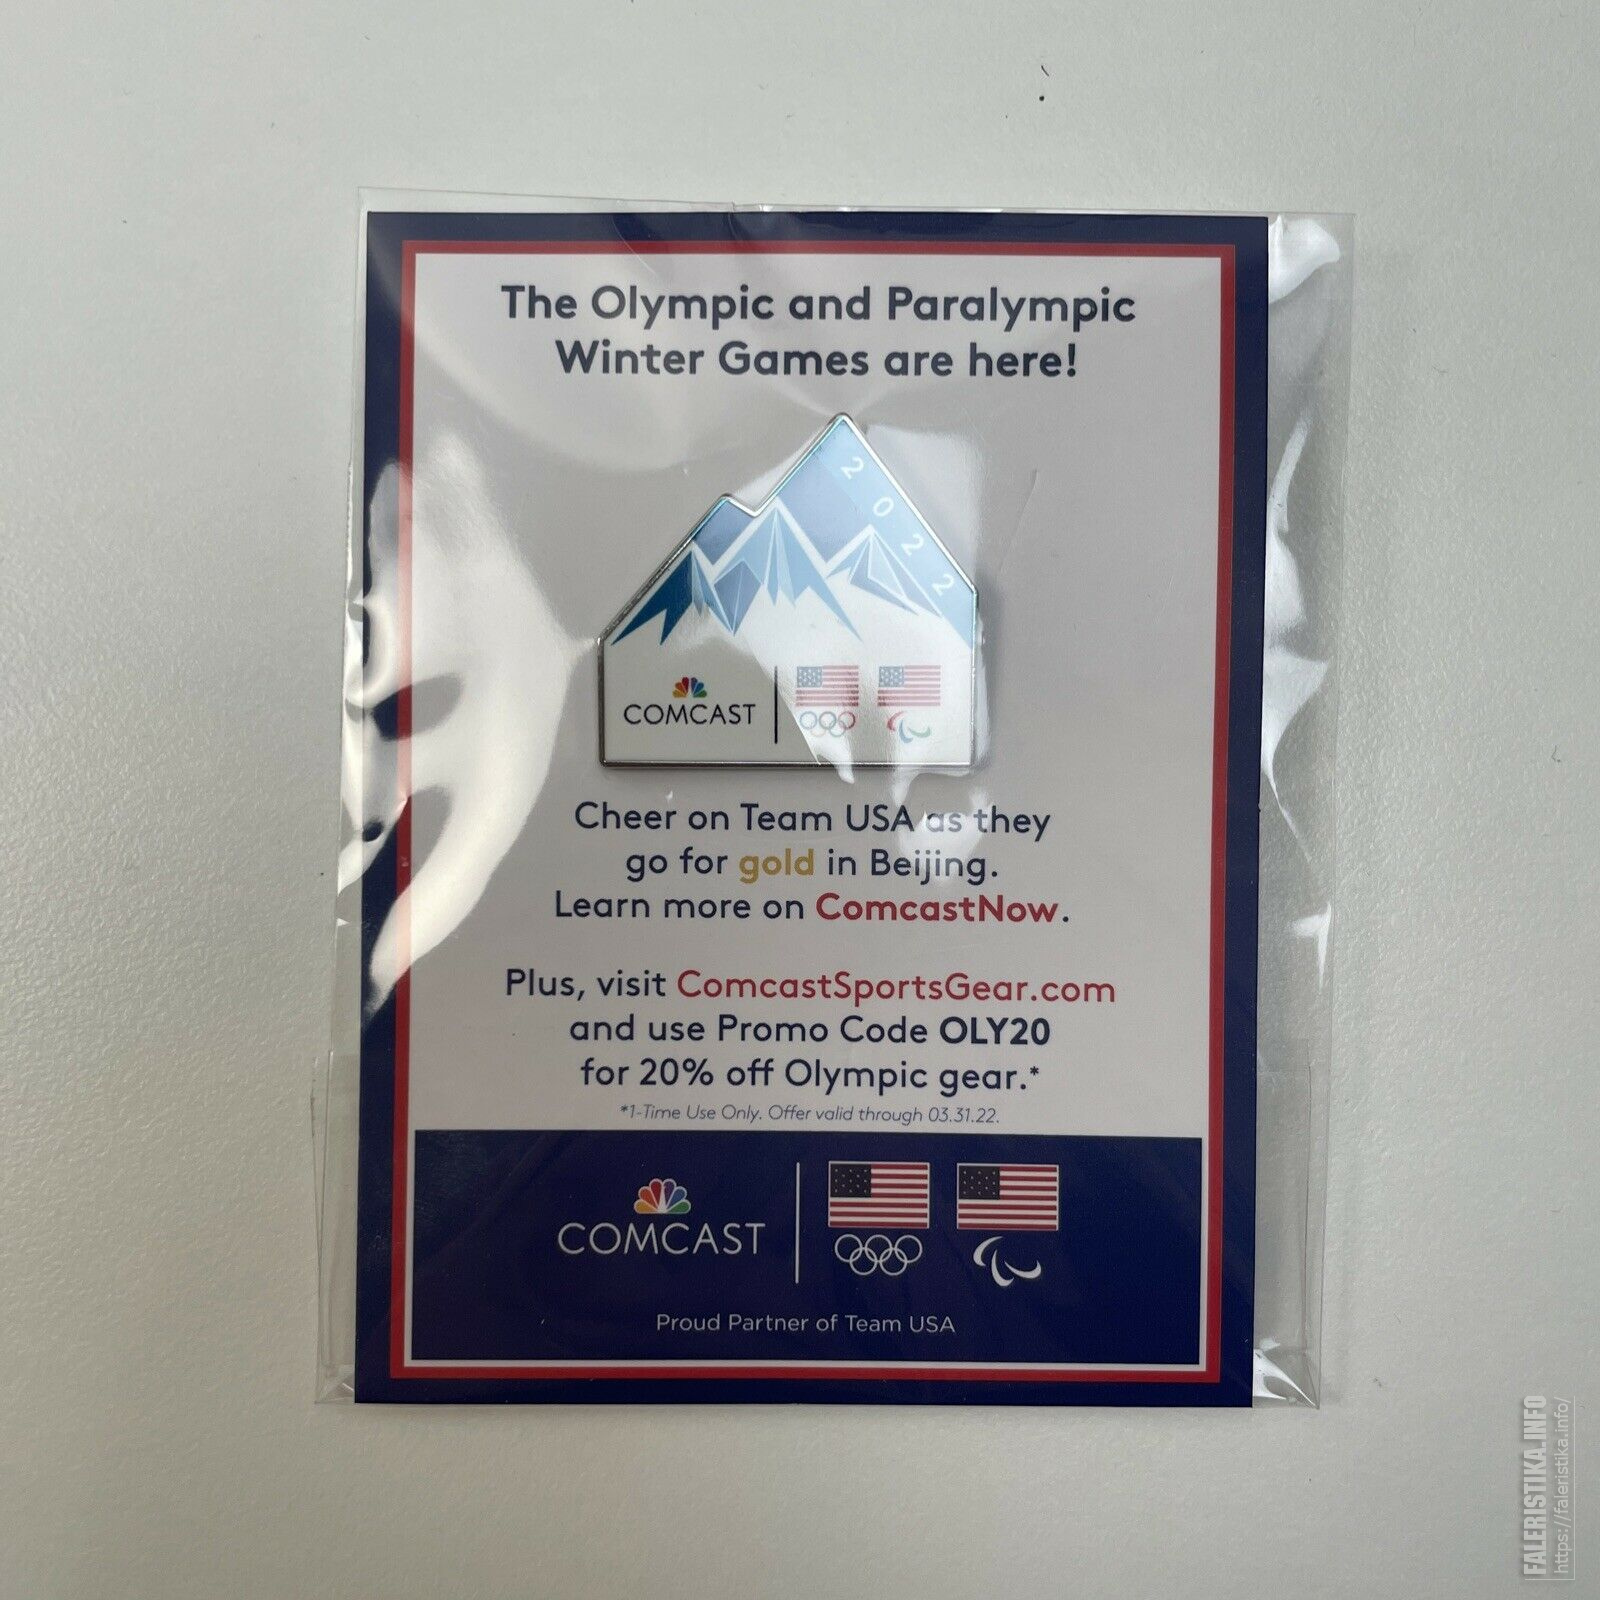 The Olympic and Paralympic
Winter Games are here!
2022
COMCAST
Cheer on Team USA as they
go for gold in Beijing.
Learn more on ComcastNow.
Plus, visit ComcastSportsGear.com
and use Promo Code OLY20
for 20% off Olympic gear.*
*1-Time Use Only. Offer valid through 03.31.22.
COMCAST
Proud Partner of Team USA
FALERISTIKA.INFO
https://faleristika.info/